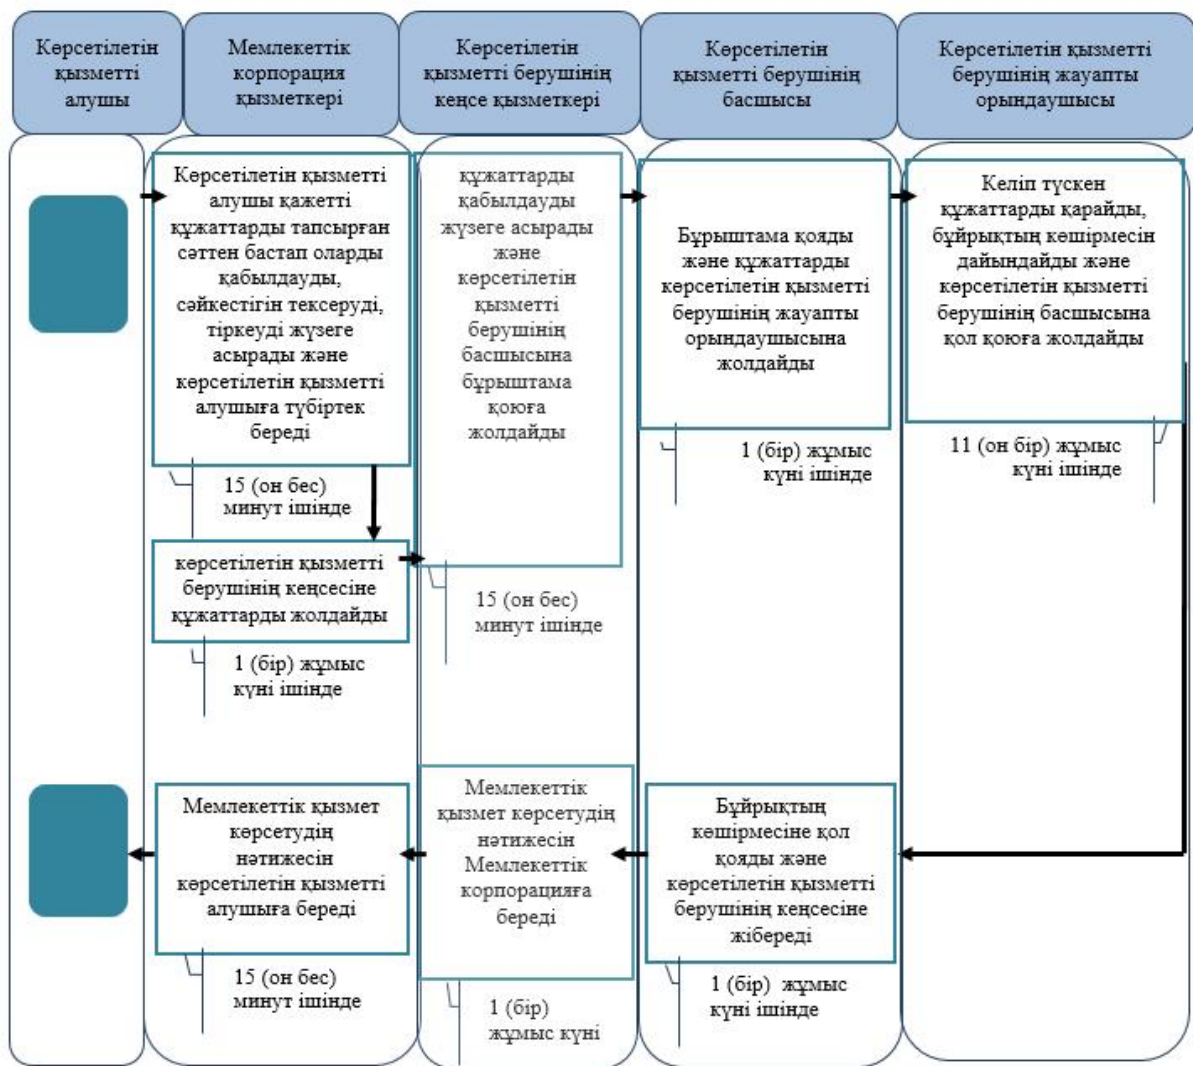 Көрсетілетін
қызметті
алушы
Мемлекеттік
корпорация
қызметкері
Көрсетілетін
қызметті берушінің
кеңсе қызметкері
Көрсетілетін
қызметті берушінің
басшысы
Көрсетілетін қызметті
берушінің жауапты
орындаушысы
Көрсетілетін қызметті
алушы қажетті
құжаттарды тапсырған
сәттен бастап оларды
қабылдауды,
сәйкестігін тексеруді,
тіркеуді жүзеге
асырады және
көрсетілетін қызметті
алушыға түбіртек
береді
15 (он бес)
минут ішінде
көрсетілетін қызметті
берушінің кеңсесіне
құжаттарды жолдайды
1 (бір) жұмыс
күні ішінде
құжаттарды
қабылдауды
жүзеге асырады
және
көрсетілетін
қызметті
берушінің
басшысына
бұрыштама
қоюға
жолдайды
15 (он бес)
минут ішінде
Бұрыштама қояды
және құжаттарды
көрсетілетін қызметті
берушінің жауапты
орындаушысына
жолдайды
1 (бір) жұмыс
күні ішінде
Келіп түскен
құжаттарды қарайды,
бұйрықтың көшірмесін
дайындайды және
көрсетілетін қызметті
берушінің басшысына
қол қоюға жолдайды
11 (он бір) жұмыс
күні ішінде
Бұйрықтың
көшірмесіне қол
қояды және
көрсетілетін қызметті
берушінің кеңсесіне
жібереді
1 (бір) жұмыс
күні ішінде
Мемлекеттік
қызмет көрсетудің
нәтижесін
Мемлекеттік
корпорацияға
береді
1 (бір)
жұмыс күні
Мемлекеттік қызмет
көрсетудің
нәтижесін
көрсетілетін қызметті
алушыға береді
15 (он бес)
минут ішінде